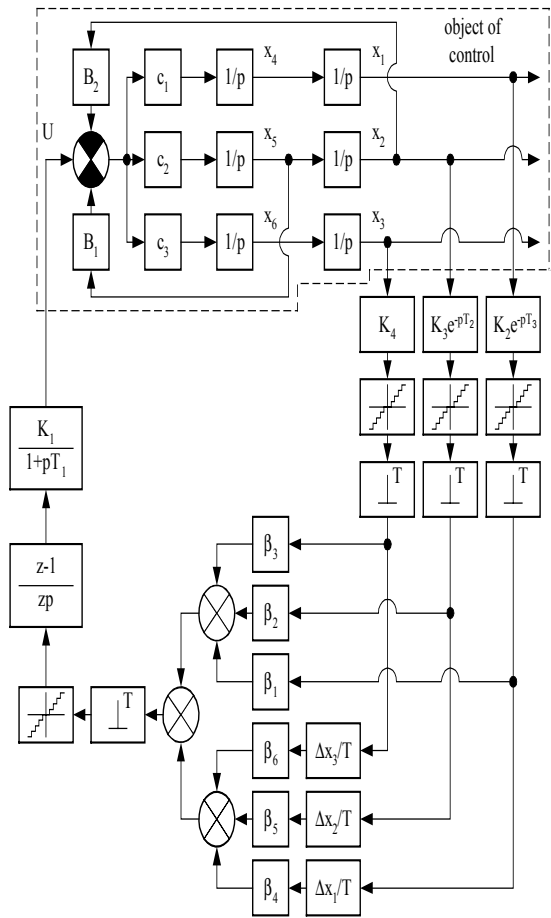 object of
control
B2
U
c1
1/p
x4
1/p
x1
c2
1/p
x5
1/p
x2
B1
c3
1/p
x6
1/p
x3
K4
K3e-pT2
K2e-pT3
T
T
T
K1
1+pT1
z-1
zp
β3
β2
β1
T
β6
Δx3/T
β5
Δx2/T
β4
Δx1/T